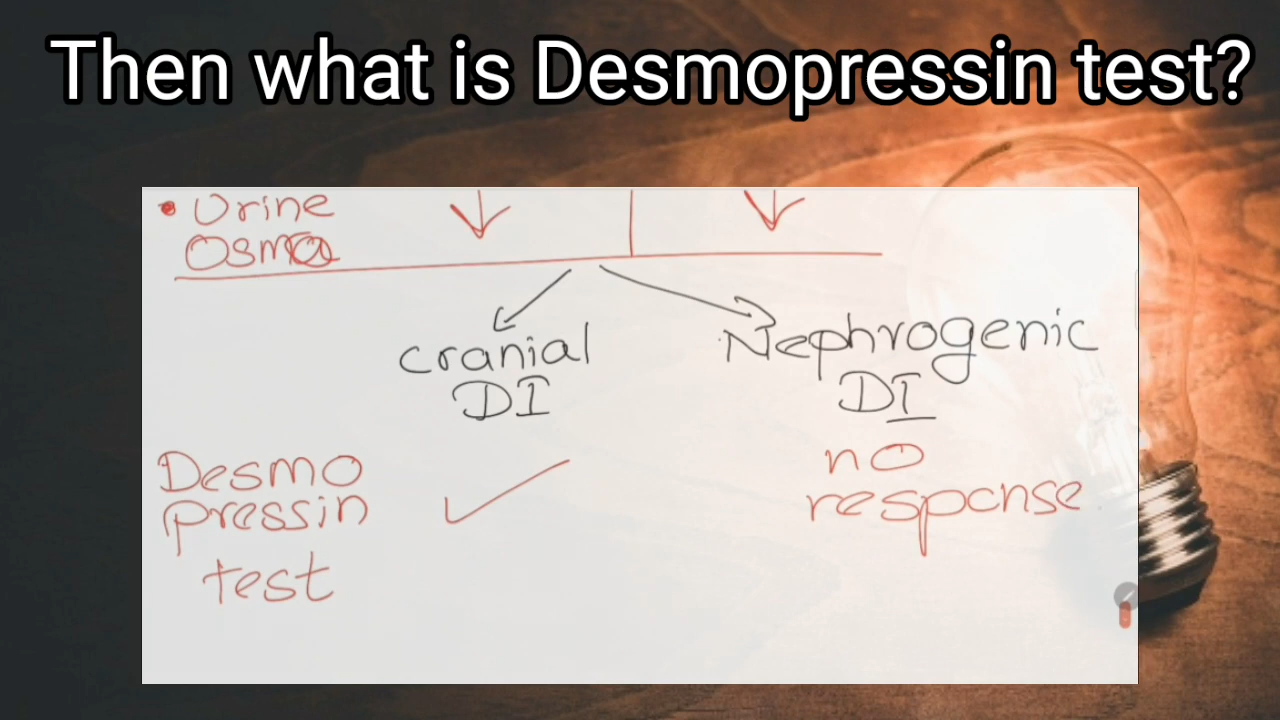 Then what is Desmopressin test?
• Urine
Osmo
cranial
DI
Nephrogenic
DI
Desmo
pressin
test
no
response